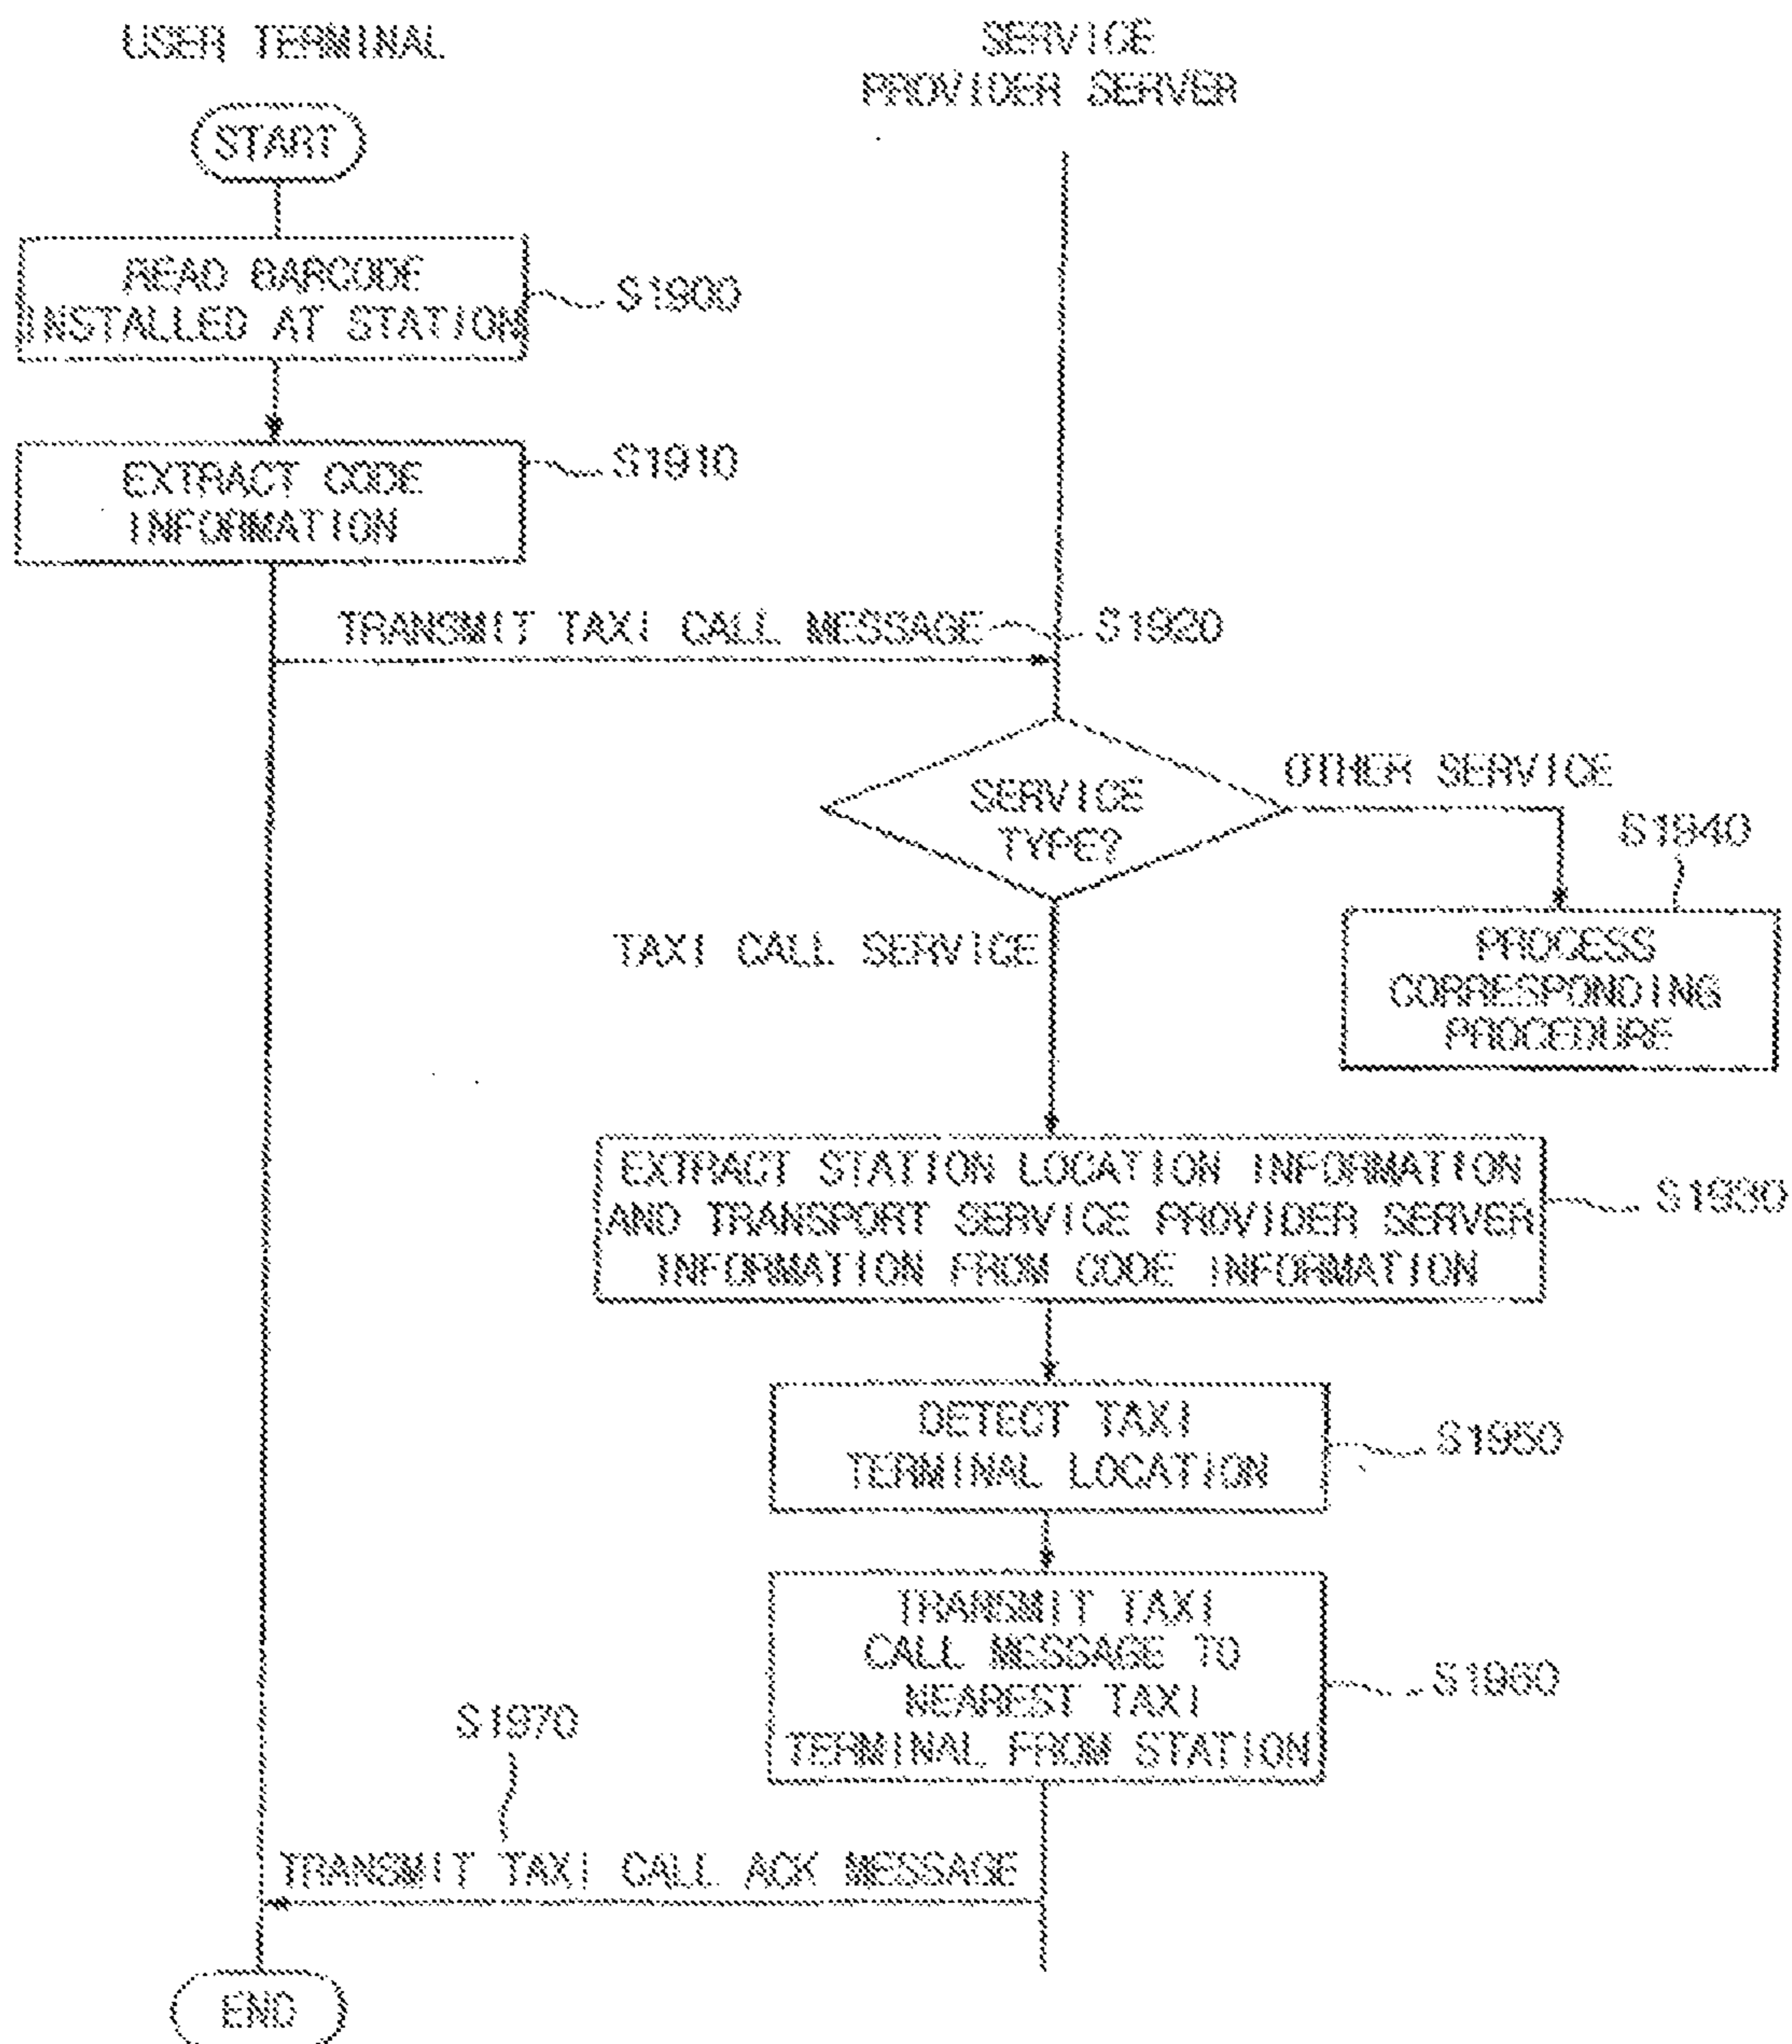 USER TERMINAL
SERVICE
PROVIDER SERVER
START
READ BARCODE
INSTALLED AT STATION
S1900
EXTRACT CODE
INFORMATION
S1910
TRANSMIT TAXI CALL MESSAGE
S1920
SERVICE
TYPE?
OTHER SERVICE
S1940
PROCESS
CORRESPONDING
PROCEDURE
TAXI CALL SERVICE
EXTRACT STATION LOCATION INFORMATION
AND TRANSPORT SERVICE PROVIDER SERVER
INFORMATION FROM CODE INFORMATION
S1930
DETECT TAXI
TERMINAL LOCATION
S1950
TRANSMIT TAXI
CALL MESSAGE TO
NEAREST TAXI
TERMINAL FROM STATION
S1960
S1970
TRANSMIT TAXI CALL ACK MESSAGE
END